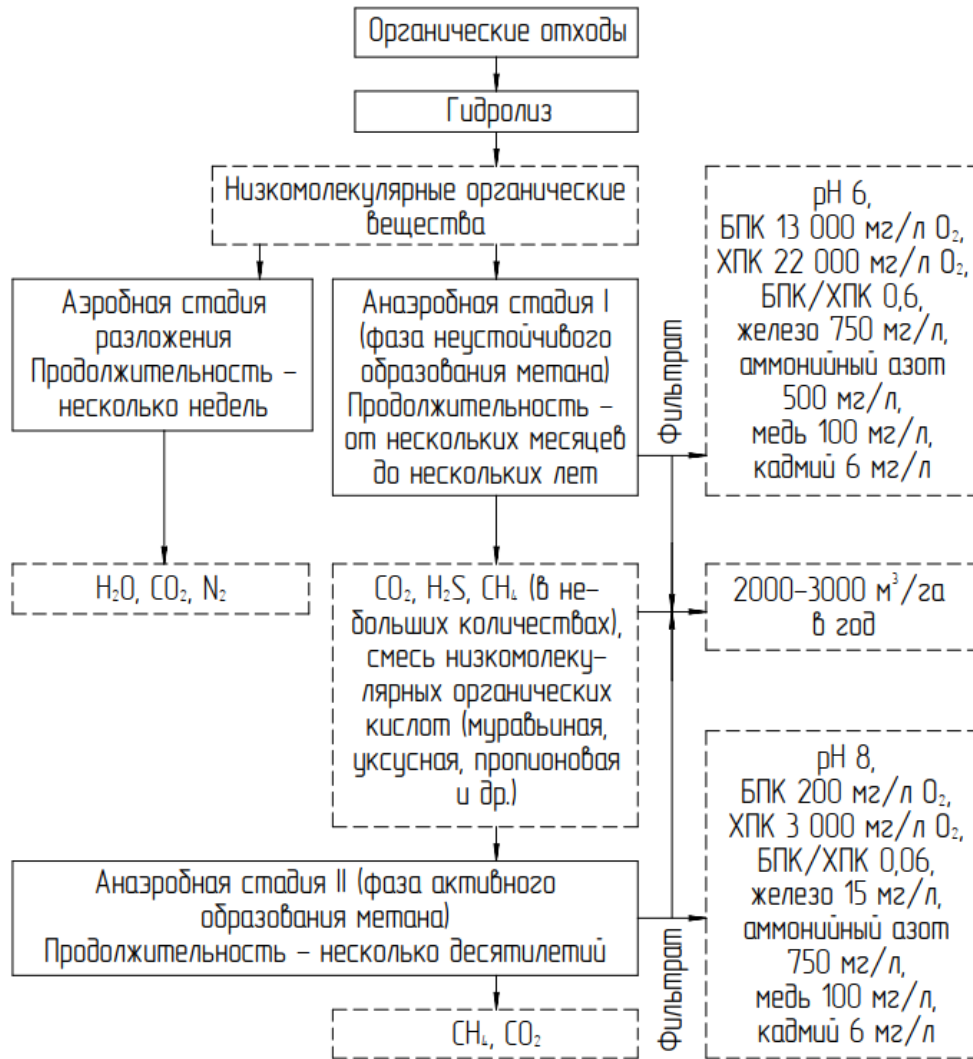 Органические отходы
Гидролиз
Низкомолекулярные органические
вещества
Аэробная стадия
разложения
Продолжительность –
несколько недель
Анаэробная стадия I
(фаза неустойчивого
образования метана)
Продолжительность –
от нескольких месяцев
до нескольких лет
Фильтрат
pH 6,
БПК 13 000 мг/л O₂,
ХПК 22 000 мг/л O₂,
БПК/ХПК 0,6,
железо 750 мг/л,
аммонийный азот
500 мг/л,
медь 100 мг/л,
кадмий 6 мг/л
H₂O, CO₂, N₂
CO₂, H₂S, CH₄ (в не-
больших количествах),
смесь низкомолеку-
лярных органических
кислот (муравьиная,
уксусная, пропионовая
и др.)
2000–3000 м³/га
в год
Анаэробная стадия II (фаза активного
образования метана)
Продолжительность – несколько десятилетий
Фильтрат
pH 8,
БПК 200 мг/л O₂,
ХПК 3 000 мг/л O₂,
БПК/ХПК 0,06,
железо 15 мг/л,
аммонийный азот
750 мг/л,
медь 100 мг/л,
кадмий 6 мг/л
CH₄, CO₂